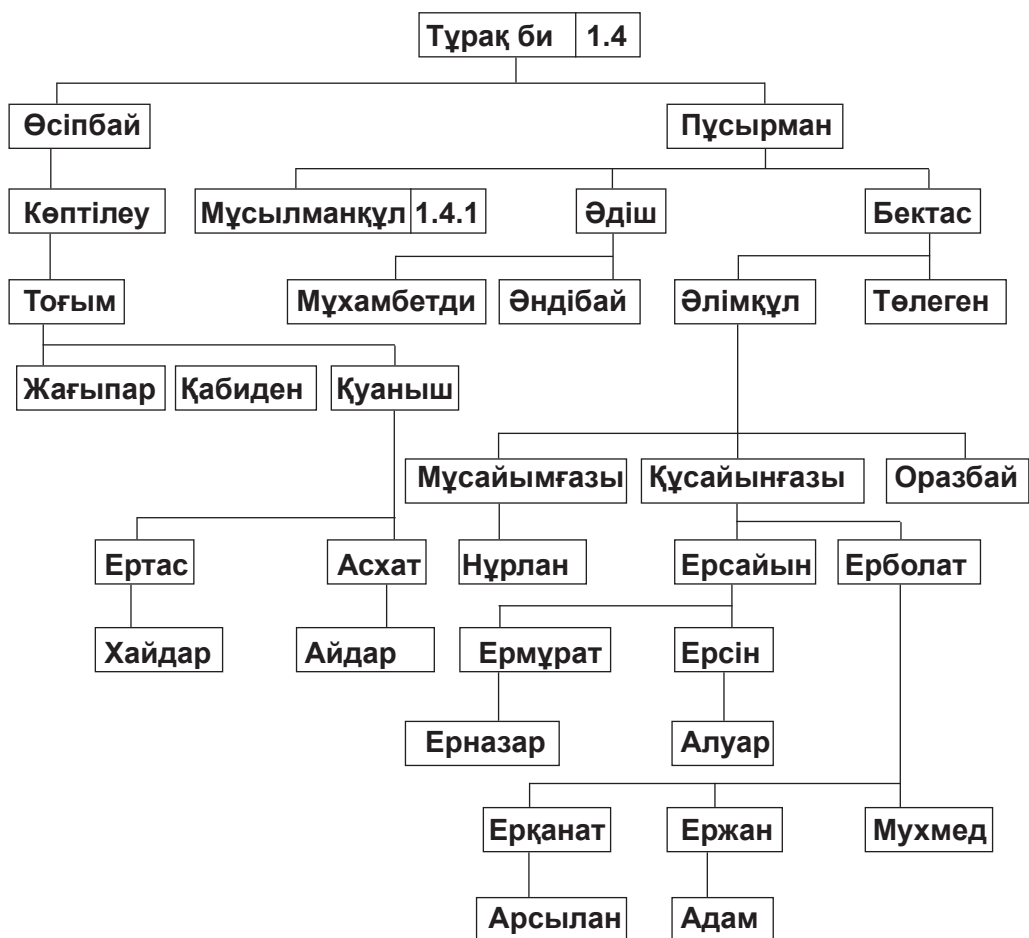 Тұрақ би 1.4
Өсіпбай Пұсырман
Көптілеу Мұсылманқұл 1.4.1 Әдіш Бектас
Тоғым Мұхамбетди Әндібай Әлімқұл Төлеген
Жағыпар Қабиден Қуаныш
Мұсайымғазы Құсайынғазы Оразбай
Ертас Асхат Нұрлан Ерсайын Ерболат
Хайдар Айдар Ермұрат Ерсін
Ерназар Алуар
Ерқанат Ержан Мухмед
Арсылан Адам